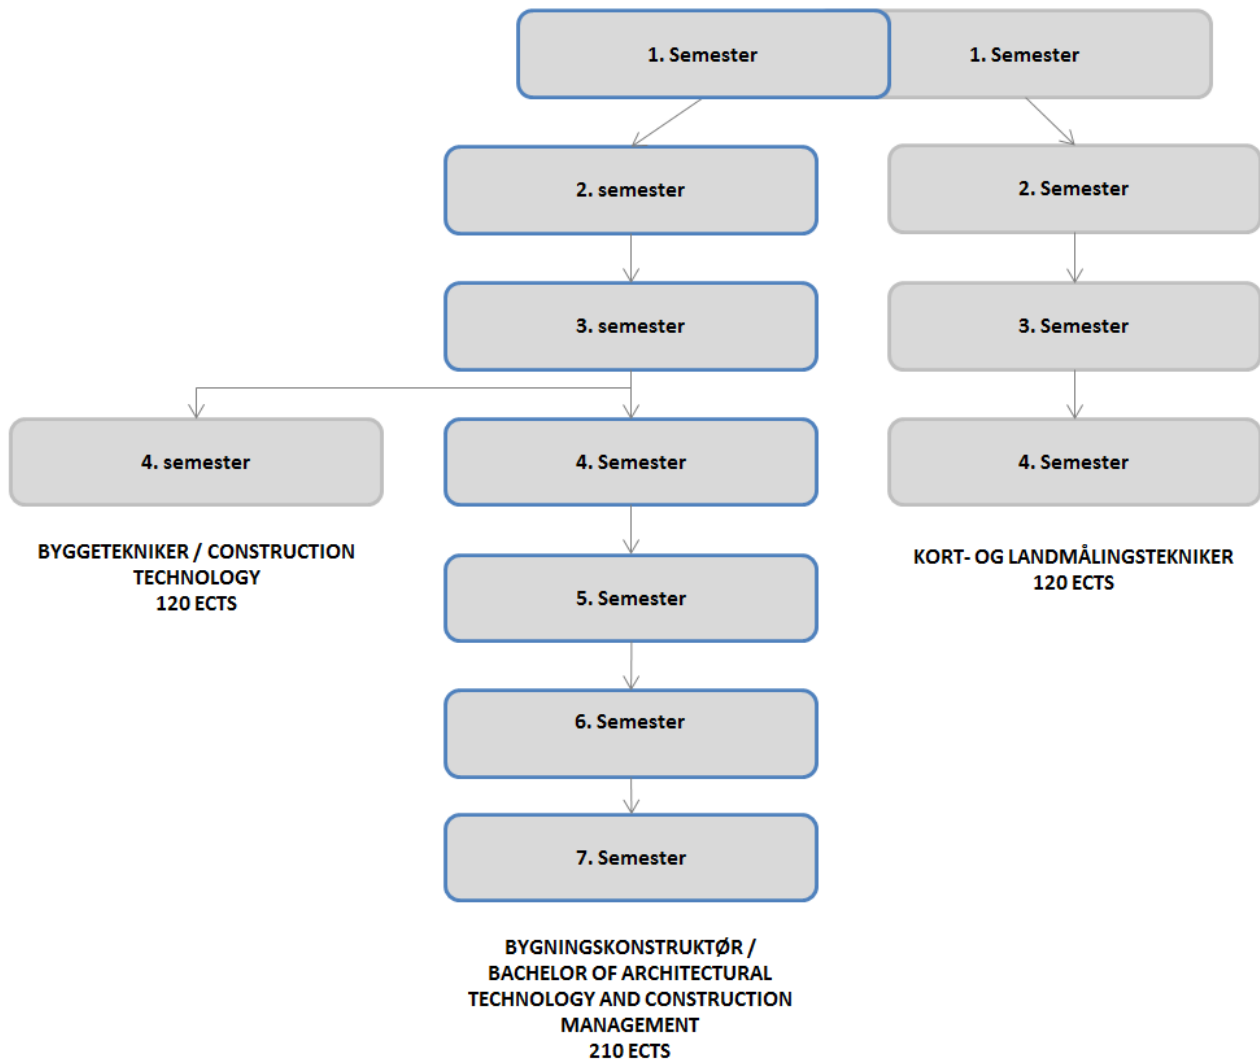 1. Semester
1. Semester
2. semester
2. Semester
3. semester
3. Semester
4. semester
4. Semester
4. Semester
BYGGETEKNIKER / CONSTRUCTION
TECHNOLOGY
120 ECTS
KORT- OG LANDMÅLINGSTEKNIKER
120 ECTS
5. Semester
6. Semester
7. Semester
BYGNINGSKONSTRUKTØR /
BACHELOR OF ARCHITECTURAL
TECHNOLOGY AND CONSTRUCTION
MANAGEMENT
210 ECTS